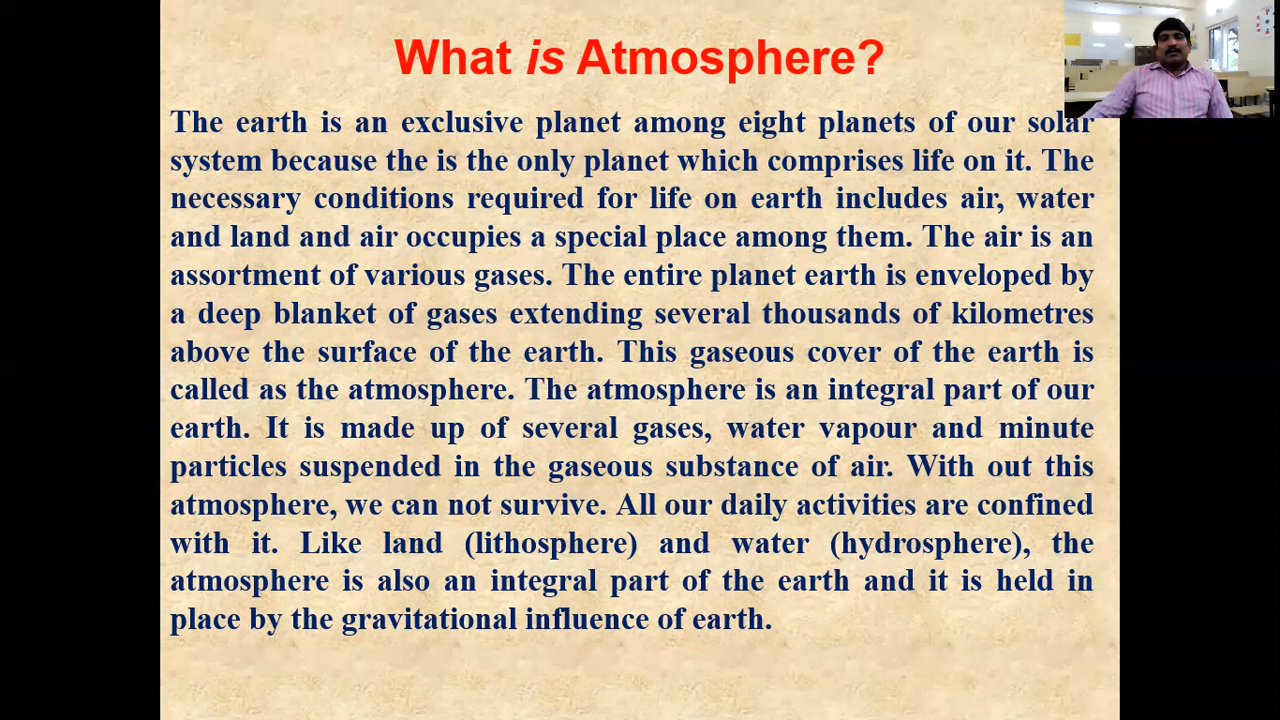 What is Atmosphere?
The earth is an exclusive planet among eight planets of our solar
system because the is the only planet which comprises life on it. The
necessary conditions required for life on earth includes air, water
and land and air occupies a special place among them. The air is an
assortment of various gases. The entire planet earth is enveloped by
a deep blanket of gases extending several thousands of kilometres
above the surface of the earth. This gaseous cover of the earth is
called as the atmosphere. The atmosphere is an integral part of our
earth. It is made up of several gases, water vapour and minute
particles suspended in the gaseous substance of air. With out this
atmosphere, we can not survive. All our daily activities are confined
with it. Like land (lithosphere) and water (hydrosphere), the
atmosphere is also an integral part of the earth and it is held in
place by the gravitational influence of earth.